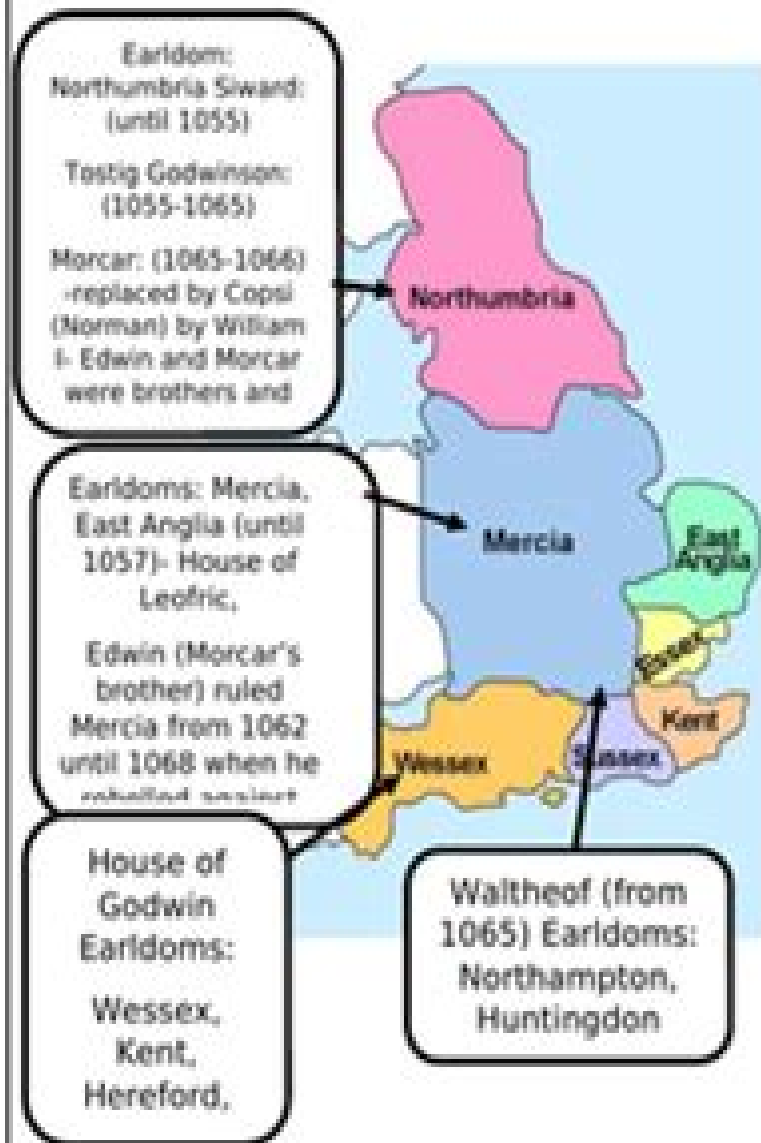 Earldom:
Northumbria Siward:
(until 1055)
Tostig Godwinson:
(1055-1065)
Morcar: (1065-1066)
-replaced by Copsi
(Norman) by William
I- Edwin and Morcar
were brothers and
Northumbria
Earldoms: Mercia,
East Anglia (until
1057)- House of
Leofric,
Edwin (Morcar's
brother) ruled
Mercia from 1062
until 1068 when he
rebelled against
Mercia
East
Anglia
Essex
Kent
Sussex
Wessex
House of
Godwin
Earldoms:
Wessex,
Kent,
Hereford,
Waltheof (from
1065) Earldoms:
Northampton,
Huntingdon